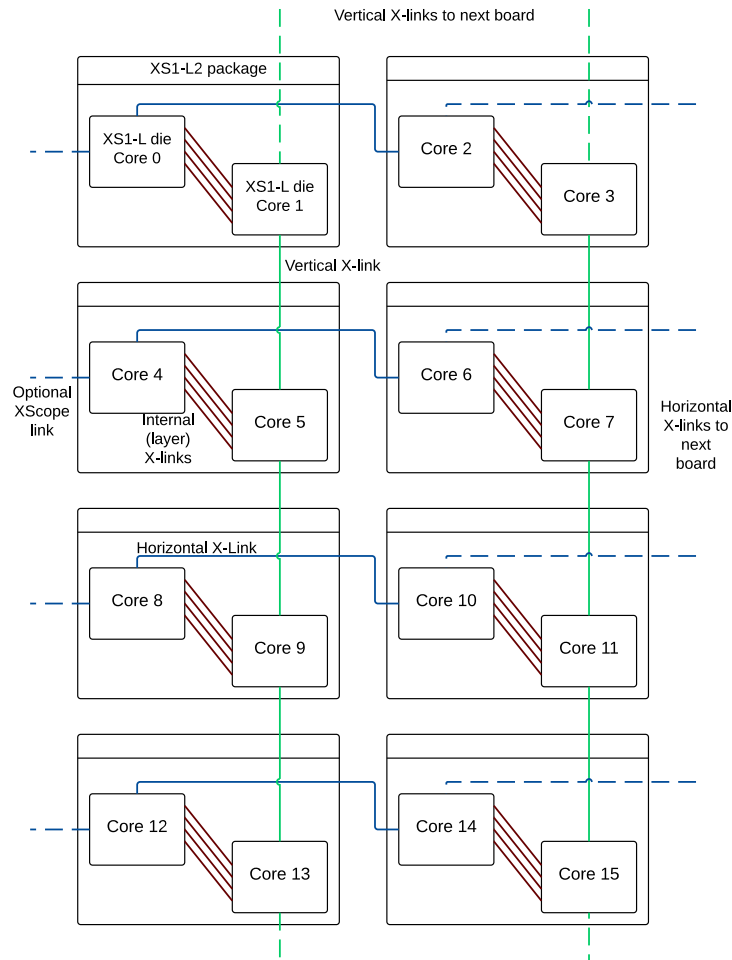 Vertical X-links to next board
XS1-L2 package
XS1-L die
Core 0
XS1-L die
Core 1
Core 2
Core 3
Vertical X-link
Core 4
Core 5
Core 6
Core 7
Optional
XScope
link
Internal
(layer)
X-links
Horizontal
X-links to
next
board
Horizontal X-Link
Core 8
Core 9
Core 10
Core 11
Core 12
Core 13
Core 14
Core 15